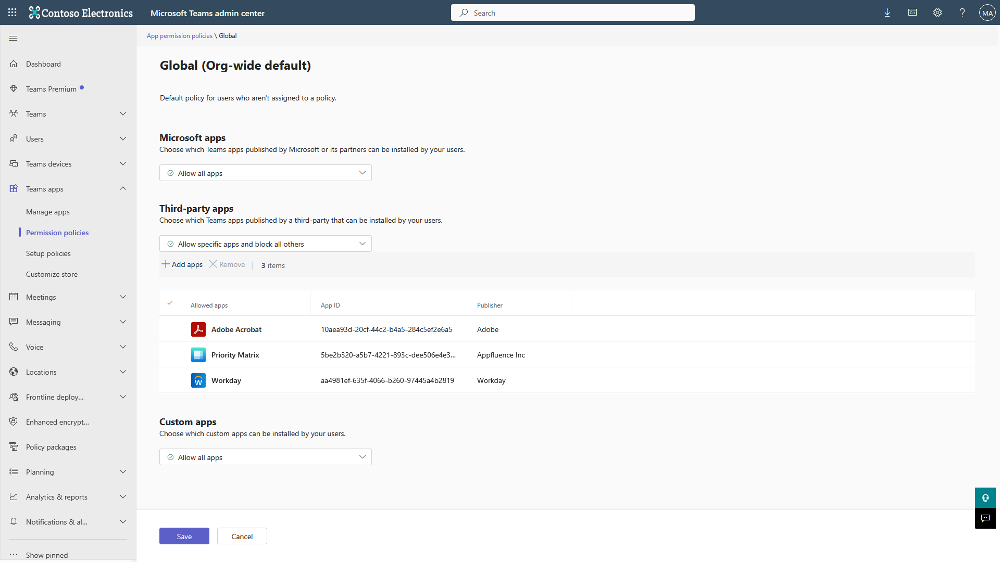 Contoso Electronics
Microsoft Teams admin center
Search
MA
App permission policies \ Global
Dashboard
Teams Premium
Teams
Users
Teams devices
Teams apps
Manage apps
Permission policies
Setup policies
Customize store
Meetings
Messaging
Voice
Locations
Frontline deploy...
Enhanced encrypt...
Policy packages
Planning
Analytics & reports
Notifications & al...
Show pinned
Global (Org-wide default)
Default policy for users who aren't assigned to a policy.
Microsoft apps
Choose which Teams apps published by Microsoft or its partners can be installed by your users.
Allow all apps
Third-party apps
Choose which Teams apps published by a third-party that can be installed by your users.
Allow specific apps and block all others
Add apps Remove | 3 items
Allowed apps App ID Publisher
Adobe Acrobat 10aea93d-20cf-44c2-b4a5-284c5ef2e6a5 Adobe
Priority Matrix 5be2b320-a5b7-4221-893c-dee506e4e3... Appfluence Inc
Workday aa4981ef-635f-4066-b260-97445a4b2819 Workday
Custom apps
Choose which custom apps can be installed by your users.
Allow all apps
Save Cancel